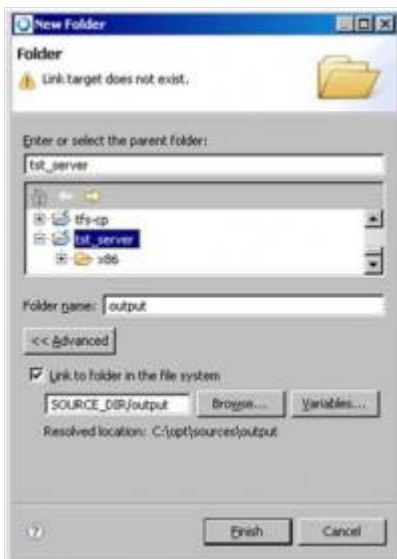 New Folder
Folder
Link target does not exist.
Enter or select the parent folder:
tst_server
tfs-cp
tst_server
x86
Folder name: output
<< Advanced
Link to folder in the file system
SOURCE_DIR/output Browse... Variables...
Resolved location: C:\opt\sources\output
Finish Cancel